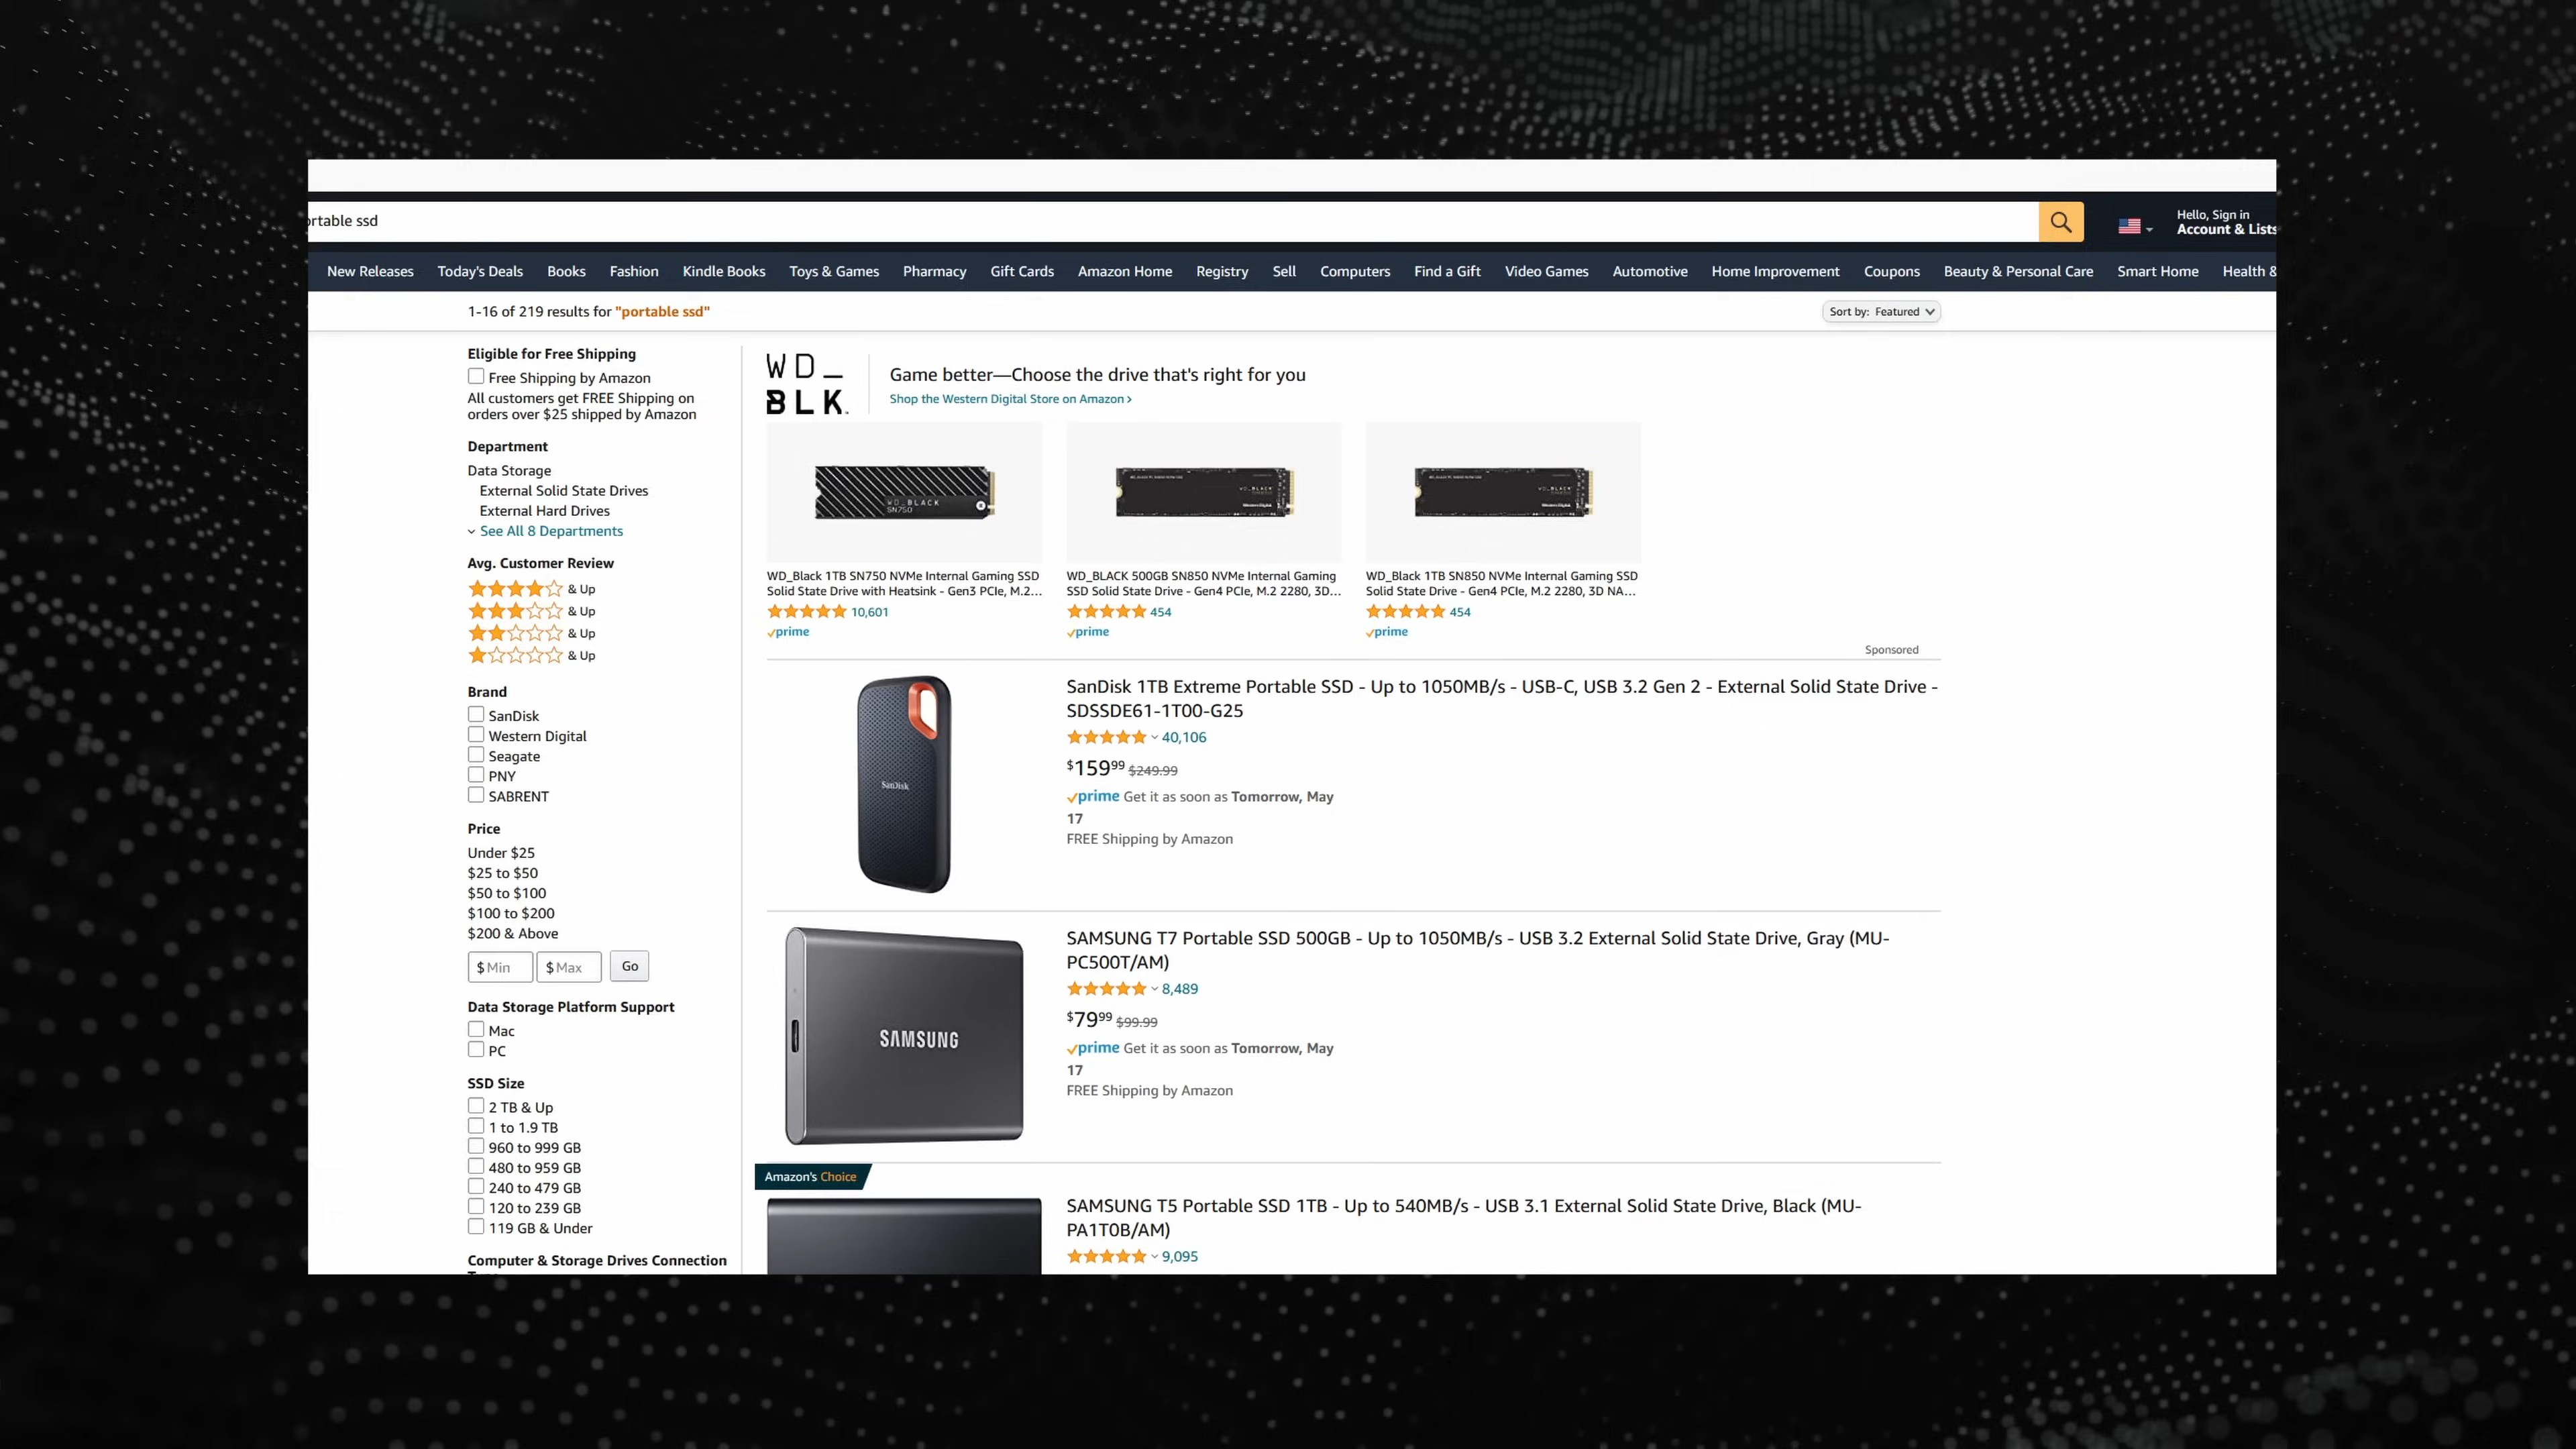 ortable ssd
Hello, Sign in
Account & Lists
New Releases Today's Deals Books Fashion Kindle Books Toys & Games Pharmacy Gift Cards Amazon Home Registry Sell Computers Find a Gift Video Games Automotive Home Improvement Coupons Beauty & Personal Care Smart Home Health &
1-16 of 219 results for "portable ssd"
Sort by: Featured
Eligible for Free Shipping
Free Shipping by Amazon
All customers get FREE Shipping on
orders over $25 shipped by Amazon
Department
Data Storage
External Solid State Drives
External Hard Drives
See All 8 Departments
Avg. Customer Review
& Up
& Up
& Up
& Up
Brand
SanDisk
Western Digital
Seagate
PNY
SABRENT
Price
Under $25
$25 to $50
$50 to $100
$100 to $200
$200 & Above
$ Min $ Max Go
Data Storage Platform Support
Mac
PC
SSD Size
2 TB & Up
1 to 1.9 TB
960 to 999 GB
480 to 959 GB
240 to 479 GB
120 to 239 GB
119 GB & Under
Computer & Storage Drives Connection
WD_
BLK
Game better—Choose the drive that's right for you
Shop the Western Digital Store on Amazon ›
WD_BLACK
SN750
WD_BLACK
Western Digital
WD_BLACK
Western Digital
WD_Black 1TB SN750 NVMe Internal Gaming SSD
Solid State Drive with Heatsink - Gen3 PCIe, M.2...
10,601
prime
WD_BLACK 500GB SN850 NVMe Internal Gaming
SSD Solid State Drive - Gen4 PCIe, M.2 2280, 3D...
454
prime
WD_Black 1TB SN850 NVMe Internal Gaming SSD
Solid State Drive - Gen4 PCIe, M.2 2280, 3D NA...
454
prime
Sponsored
SanDisk
SanDisk 1TB Extreme Portable SSD - Up to 1050MB/s - USB-C, USB 3.2 Gen 2 - External Solid State Drive -
SDSSDE61-1T00-G25
40,106
$159.99 $249.99
prime Get it as soon as Tomorrow, May
17
FREE Shipping by Amazon
SAMSUNG
SAMSUNG T7 Portable SSD 500GB - Up to 1050MB/s - USB 3.2 External Solid State Drive, Gray (MU-
PC500T/AM)
8,489
$79.99 $99.99
prime Get it as soon as Tomorrow, May
17
FREE Shipping by Amazon
Amazon's Choice
SAMSUNG T5 Portable SSD 1TB - Up to 540MB/s - USB 3.1 External Solid State Drive, Black (MU-
PA1T0B/AM)
9,095